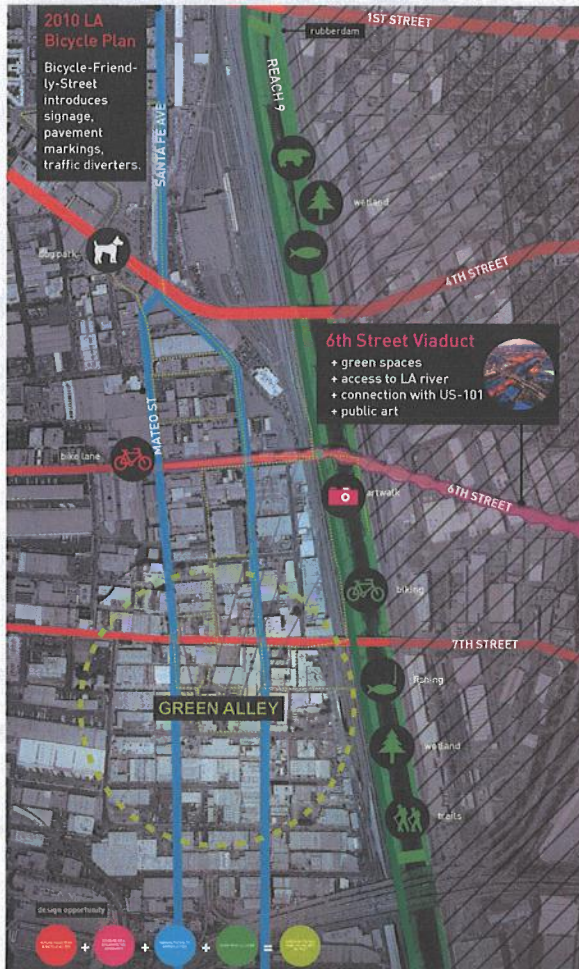 2010 LA
Bicycle Plan
Bicycle-Friend-
ly-Street
introduces
signage,
pavement
markings,
traffic diverters.
1ST STREET
rubberdam
REACH 9
SANTA FE AVE
wetland
dog park
4TH STREET
6th Street Viaduct
+ green spaces
+ access to LA river
+ connection with US-101
+ public art
MATEO ST
bike lane
6TH STREET
artwalk
biking
7TH STREET
fishing
GREEN ALLEY
wetland
trails
design opportunity
+ + + =